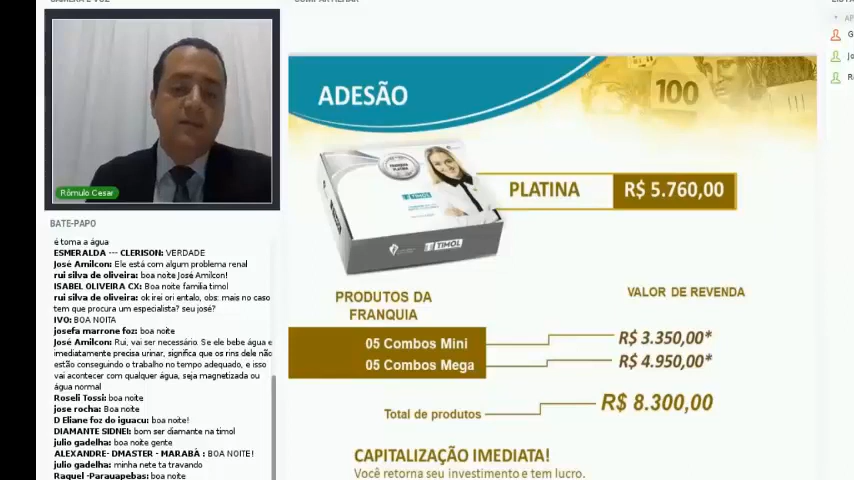 Rômulo Cesar
BATE-PAPO
é toma a água
ESMERALDA --- CLERISON: VERDADE
José Amilcon: Ele está com algum problema renal
rui silva de oliveira: boa noite José Amilcon!
ISABEL OLIVEIRA CX: Boa noite familia timol
rui silva de oliveira: ok irei ori entalo, obs: mais no caso
tem que procura um especialista? seu josé?
IVO: BOA NOITA
josefa marrone foz: boa noite
José Amilcon: Rui, vai ser necessário. Se ele bebe água e
imediatamente precisa urinar, significa que os rins dele não
estão conseguindo o trabalho no tempo adequado, e isso
vai acontecer com qualquer água, seja magnetizada ou
água normal
Roseli Tossi: boa noite
jose rocha: Boa noite
D Eliane foz do iguacu: boa noite!
DIAMANTE SIDNEI: bom ser diamante na timol
julio gadelha: boa noite gente
ALEXANDRE- DMASTER - MARABÀ : BOA NOITE!
julio gadelha: minha nete ta travando
Raquel -Parauapebas: boa noite
ADESÃO
100
TIMOL
TIMOL
PLATINA R$ 5.760,00
PRODUTOS DA
FRANQUIA
VALOR DE REVENDA
05 Combos Mini R$ 3.350,00*
05 Combos Mega R$ 4.950,00*
Total de produtos R$ 8.300,00
CAPITALIZAÇÃO IMEDIATA!
Você retorna seu investimento e tem lucro.
G
Jo
R